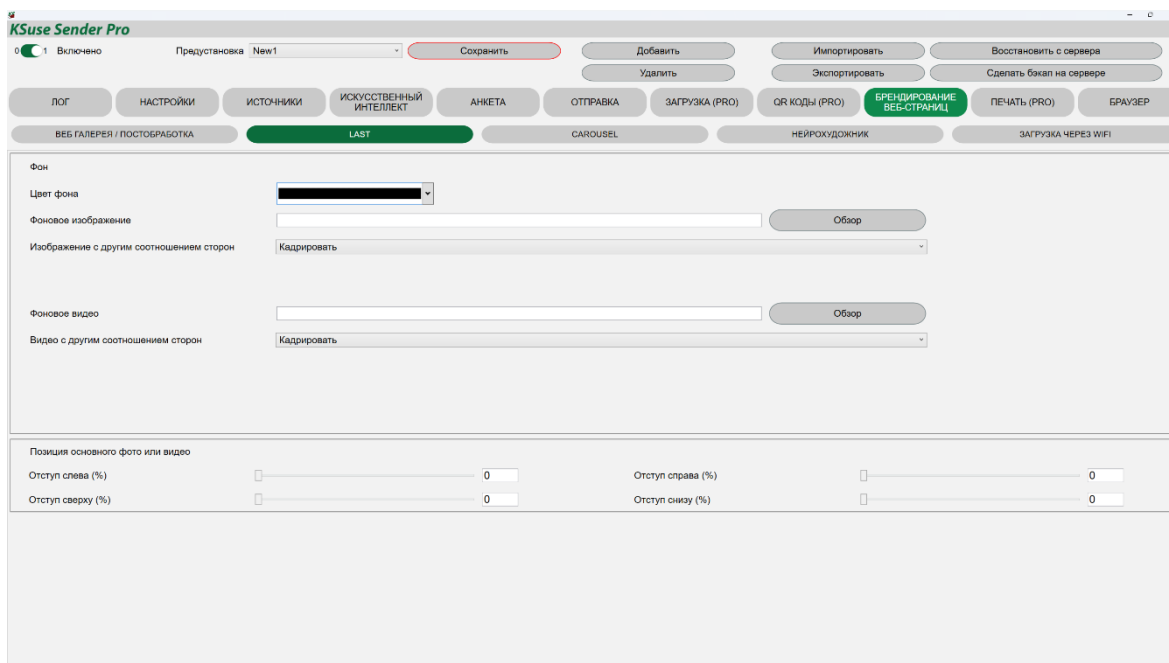 KSuse Sender Pro
0 1 Включено Предустановка New1 Сохранить Добавить Импортировать Восстановить с сервера
Удалить Экспортировать Сделать бэкап на сервере
ЛОГ НАСТРОЙКИ ИСТОЧНИКИ ИСКУССТВЕННЫЙ ИНТЕЛЛЕКТ АНКЕТА ОТПРАВКА ЗАГРУЗКА (PRO) QR КОДЫ (PRO) БРЕНДИРОВАНИЕ ВЕБ-СТРАНИЦ ПЕЧАТЬ (PRO) БРАУЗЕР
ВЕБ ГАЛЕРЕЯ / ПОСТОБРАБОТКА LAST CAROUSEL НЕЙРОХУДОЖНИК ЗАГРУЗКА ЧЕРЕЗ WIFI
Фон
Цвет фона
Фоновое изображение Обзор
Изображение с другим соотношением сторон Кадрировать
Фоновое видео Обзор
Видео с другим соотношением сторон Кадрировать
Позиция основного фото или видео
Отступ слева (%) 0 Отступ справа (%) 0
Отступ сверху (%) 0 Отступ снизу (%) 0